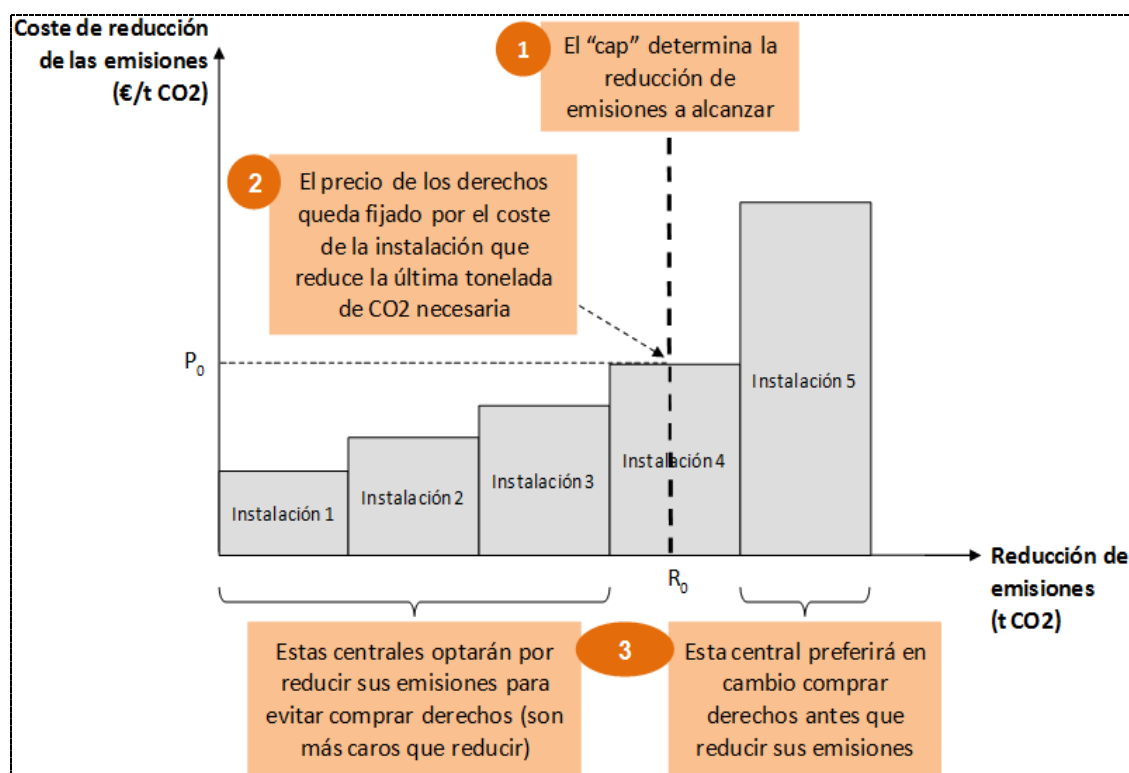 Coste de reducción
de las emisiones
(€/t CO2)
1
El “cap” determina la
reducción de
emisiones a alcanzar
2
El precio de los derechos
queda fijado por el coste
de la instalación que
reduce la última tonelada
de CO2 necesaria
P0
Instalación 1
Instalación 2
Instalación 3
Instalación 4
Instalación 5
R0
Reducción de
emisiones
(t CO2)
Estas centrales optarán por
reducir sus emisiones para
evitar comprar derechos (son
más caros que reducir)
3
Esta central preferirá en
cambio comprar
derechos antes que
reducir sus emisiones